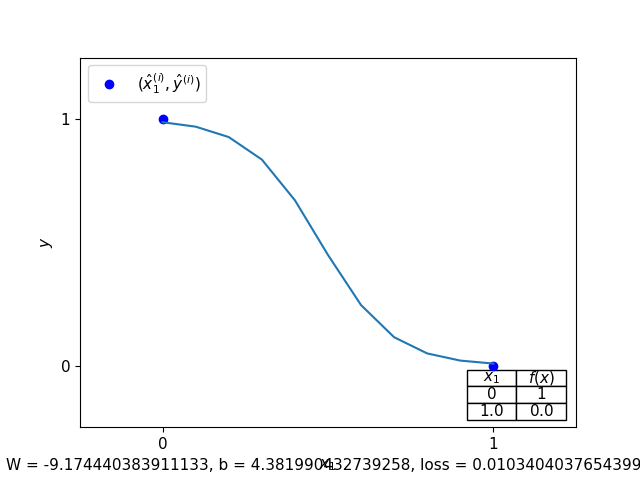 (x̂₁⁽ⁱ⁾, ŷ⁽ⁱ⁾)
1
y
0
x₁ f(x)
0 1
1.0 0.0
0 1
x₁
W = -9.174440383911133, b = 4.381990432739258, loss = 0.0103404037654399